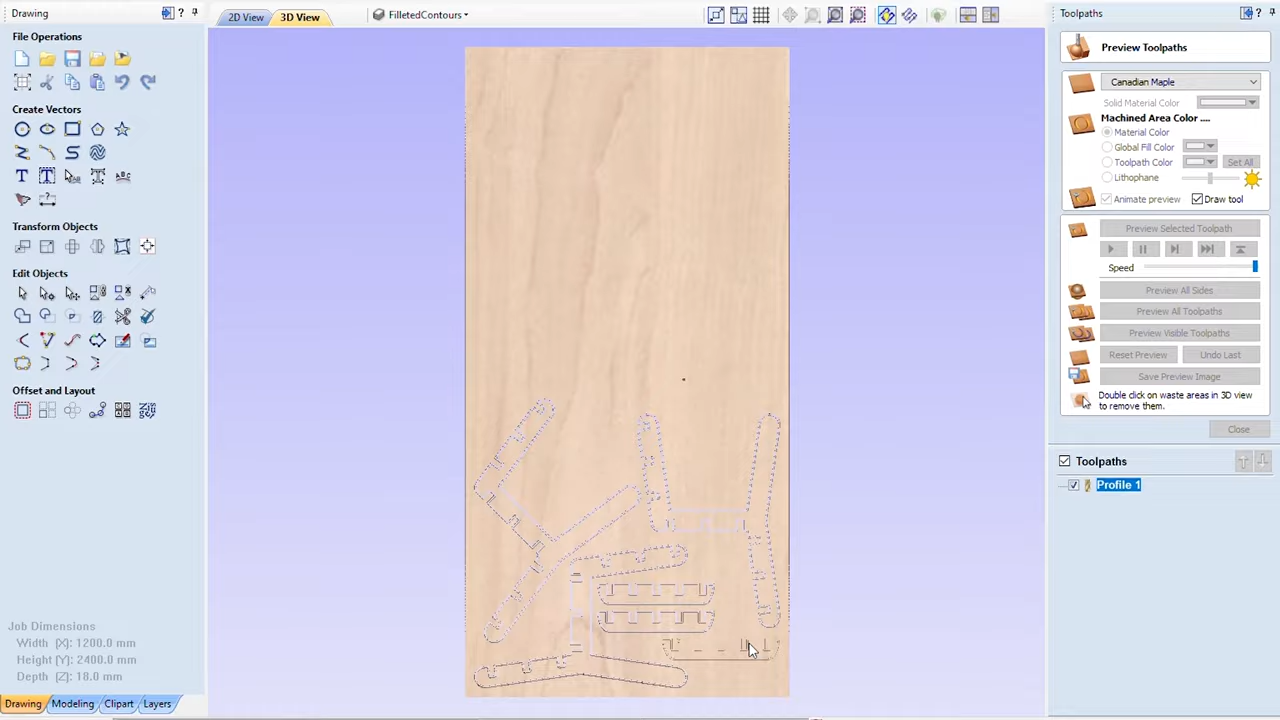 Drawing
File Operations
Create Vectors
Transform Objects
Edit Objects
Offset and Layout
Job Dimensions
Width (X): 1200.0 mm
Height (Y): 2400.0 mm
Depth (Z): 18.0 mm
Drawing Modeling Clipart Layers
2D View 3D View FilletedContours
Toolpaths
Preview Toolpaths
Canadian Maple
Solid Material Color
Machined Area Color ....
Material Color
Global Fill Color
Toolpath Color Set All
Lithophane
Animate preview Draw tool
Preview Selected Toolpath
Speed
Preview All Sides
Preview All Toolpaths
Preview Visible Toolpaths
Reset Preview Undo Last
Save Preview Image
Double click on waste areas in 3D view
to remove them.
Close
Toolpaths
Profile 1